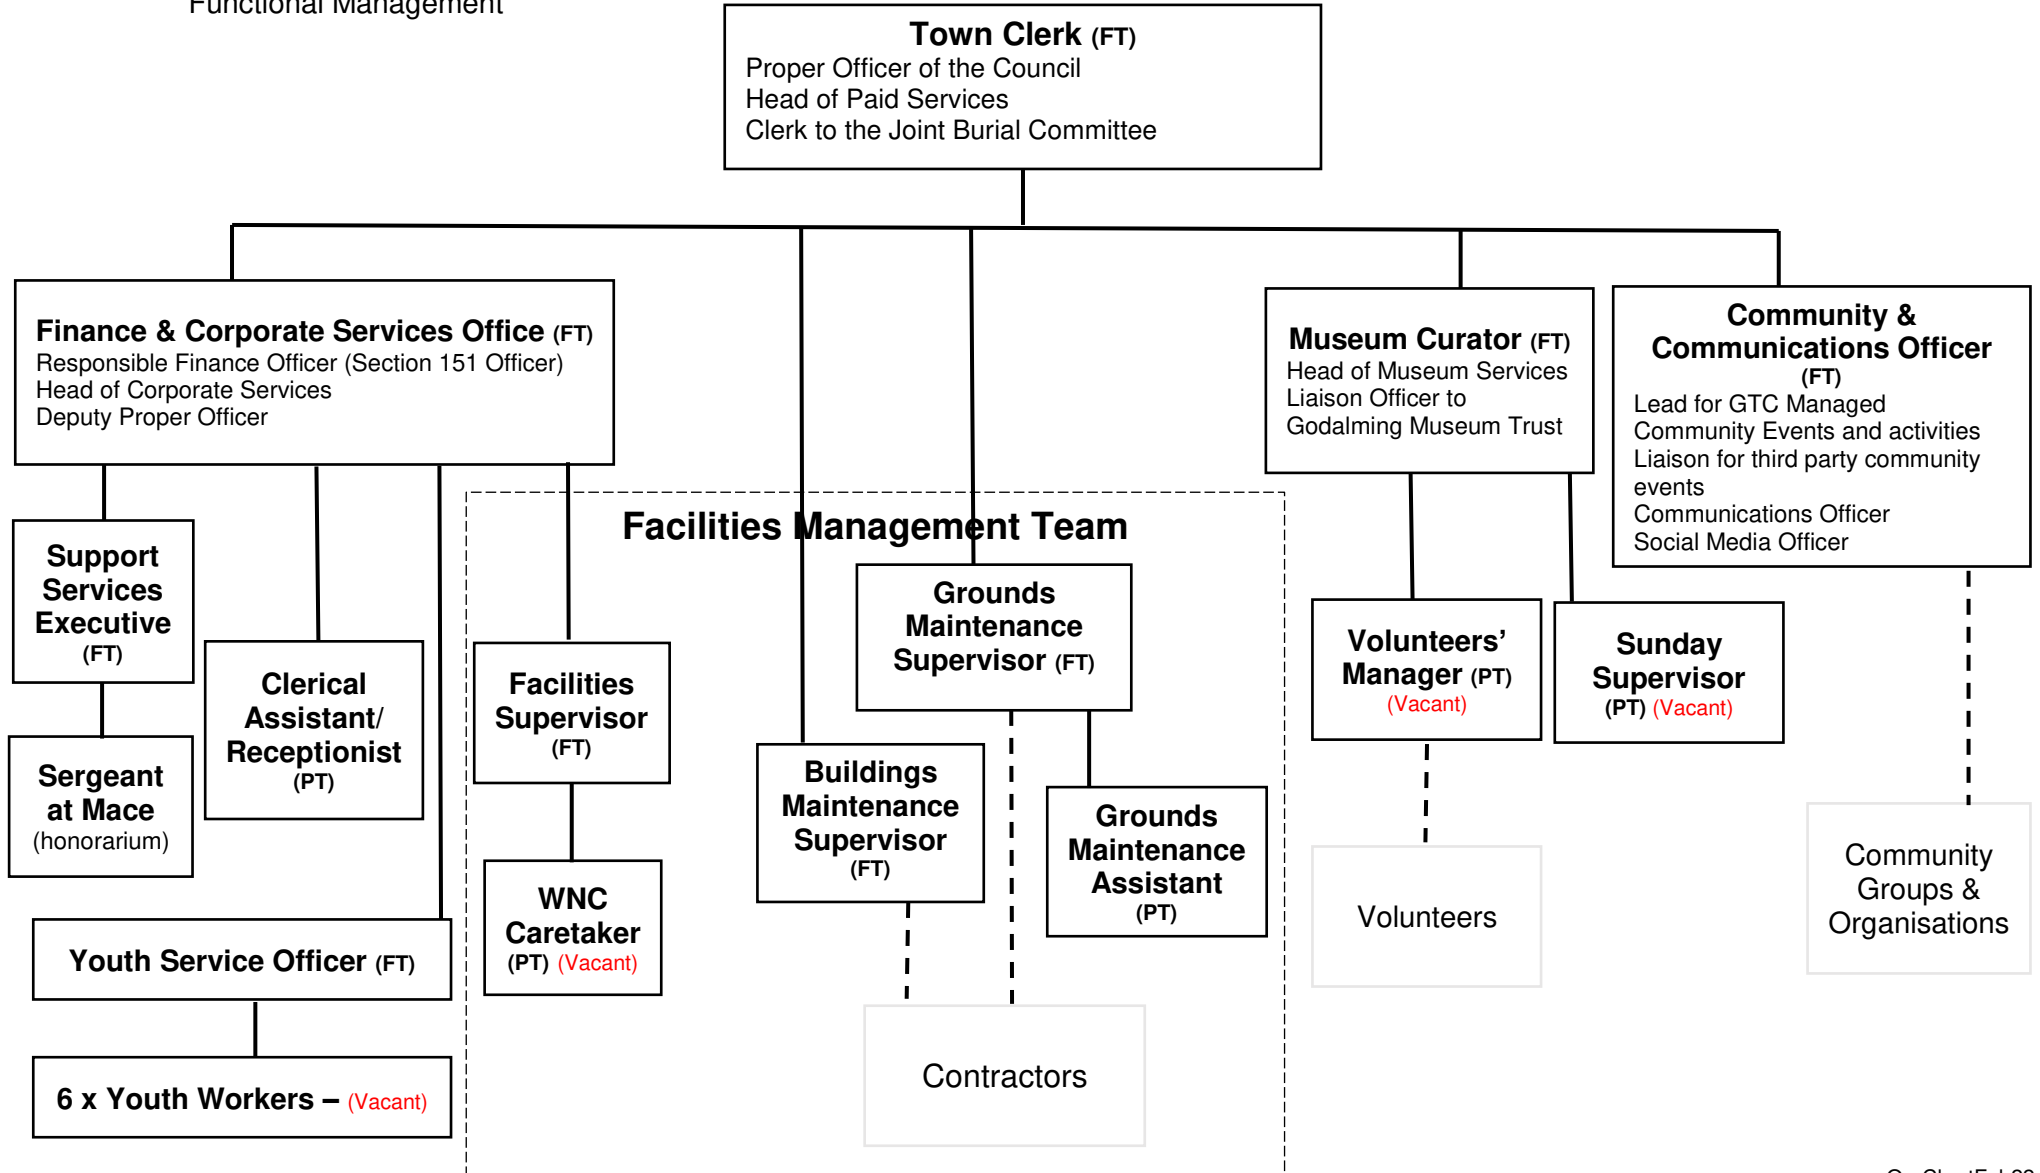 Functional Management
Town Clerk (FT)
Proper Officer of the Council
Head of Paid Services
Clerk to the Joint Burial Committee
Finance & Corporate Services Office (FT)
Responsible Finance Officer (Section 151 Officer)
Head of Corporate Services
Deputy Proper Officer
Museum Curator (FT)
Head of Museum Services
Liaison Officer to
Godalming Museum Trust
Community &
Communications Officer
(FT)
Lead for GTC Managed
Community Events and activities
Liaison for third party community
events
Communications Officer
Social Media Officer
Facilities Management Team
Support
Services
Executive
(FT)
Sergeant
at Mace
(honorarium)
Clerical
Assistant/
Receptionist
(PT)
Youth Service Officer (FT)
6 x Youth Workers – (Vacant)
Facilities
Supervisor
(FT)
WNC
Caretaker
(PT) (Vacant)
Buildings
Maintenance
Supervisor
(FT)
Grounds
Maintenance
Supervisor (FT)
Grounds
Maintenance
Assistant
(PT)
Contractors
Volunteers’
Manager (PT)
(Vacant)
Sunday
Supervisor
(PT) (Vacant)
Volunteers
Community
Groups &
Organisations